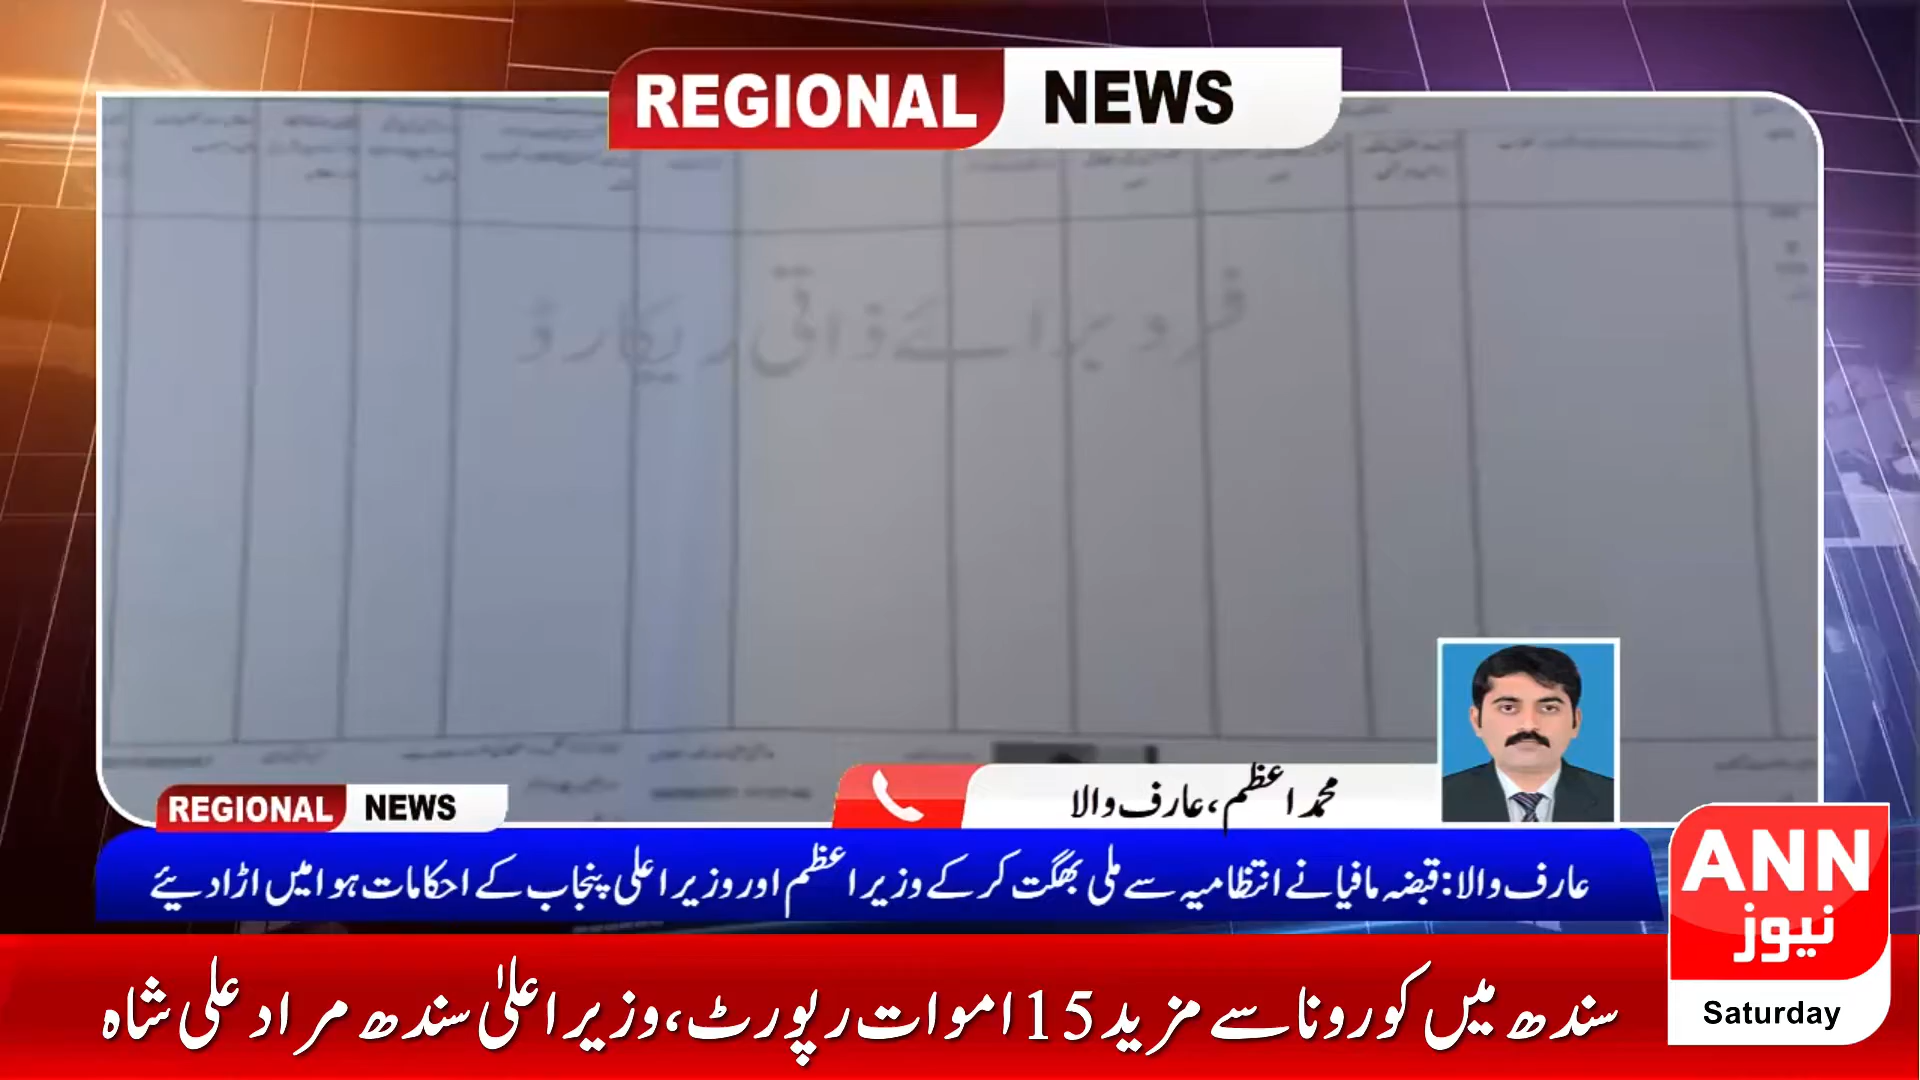 REGIONAL NEWS
فرد برائے ذاتی ریکارڈ
محمد اعظم، عارف والا
REGIONAL NEWS
عارف والا: قبضہ مافیا نے انتظامیہ سے ملی بھگت کر کے وزیر اعظم اور وزیر اعلی پنجاب کے احکامات ہوا میں اڑا دیئے
ANN
نیوز
Saturday
سندھ میں کورونا سے مزید 15 اموات رپورٹ، وزیر اعلیٰ سندھ مراد علی شاہ